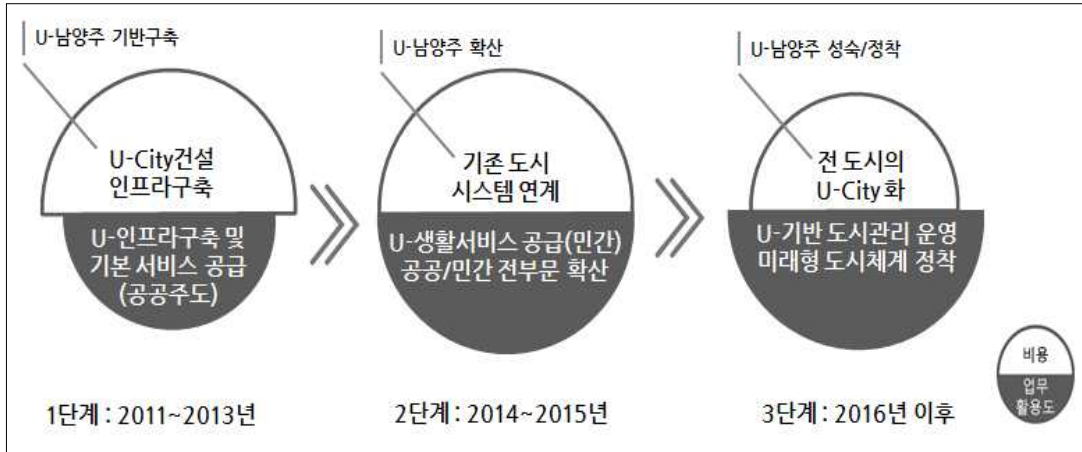 U-남양주 기반구축
U-City건설
인프라구축
U-인프라구축 및
기본 서비스 공급
(공공주도)
1단계 : 2011~2013년
U-남양주 확산
기존 도시
시스템 연계
U-생활서비스 공급(민간)
공공/민간 전부문 확산
2단계 : 2014~2015년
U-남양주 성숙/정착
전 도시의
U-City화
U-기반 도시관리 운영
미래형 도시체계 정착
3단계 : 2016년 이후
비용
업무
활용도